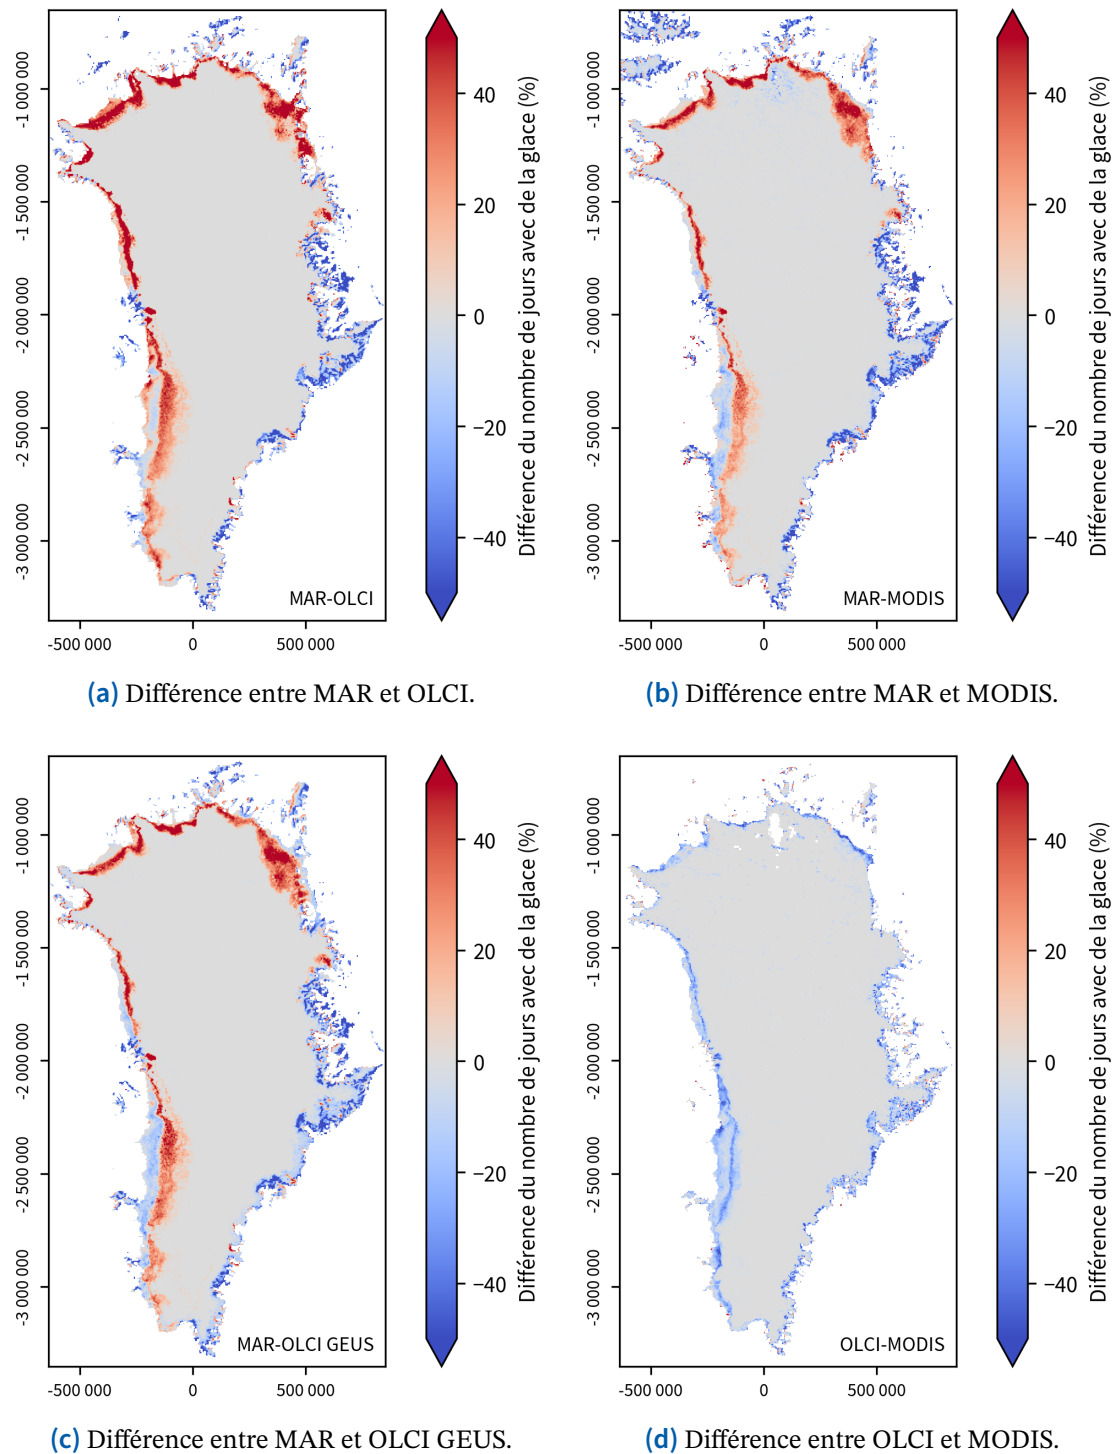 -1 000 000
-1 500 000
-2 000 000
-2 500 000
-3 000 000
-500 000
0
500 000
MAR-OLCI
40
20
0
−20
−40
Différence du nombre de jours avec de la glace (%)
(a) Différence entre MAR et OLCI.
-1 000 000
-1 500 000
-2 000 000
-2 500 000
-3 000 000
-500 000
0
500 000
MAR-MODIS
40
20
0
−20
−40
Différence du nombre de jours avec de la glace (%)
(b) Différence entre MAR et MODIS.
-1 000 000
-1 500 000
-2 000 000
-2 500 000
-3 000 000
-500 000
0
500 000
MAR-OLCI GEUS
40
20
0
−20
−40
Différence du nombre de jours avec de la glace (%)
(c) Différence entre MAR et OLCI GEUS.
-1 000 000
-1 500 000
-2 000 000
-2 500 000
-3 000 000
-500 000
0
500 000
OLCI-MODIS
40
20
0
−20
−40
Différence du nombre de jours avec de la glace (%)
(d) Différence entre OLCI et MODIS.